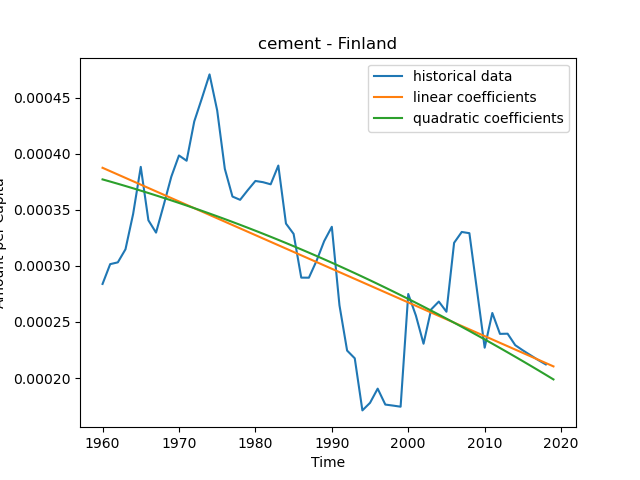 cement - Finland
historical data
linear coefficients
quadratic coefficients
0.00045
0.00040
0.00035
0.00030
0.00025
0.00020
Amount per Capita
1960 1970 1980 1990 2000 2010 2020
Time